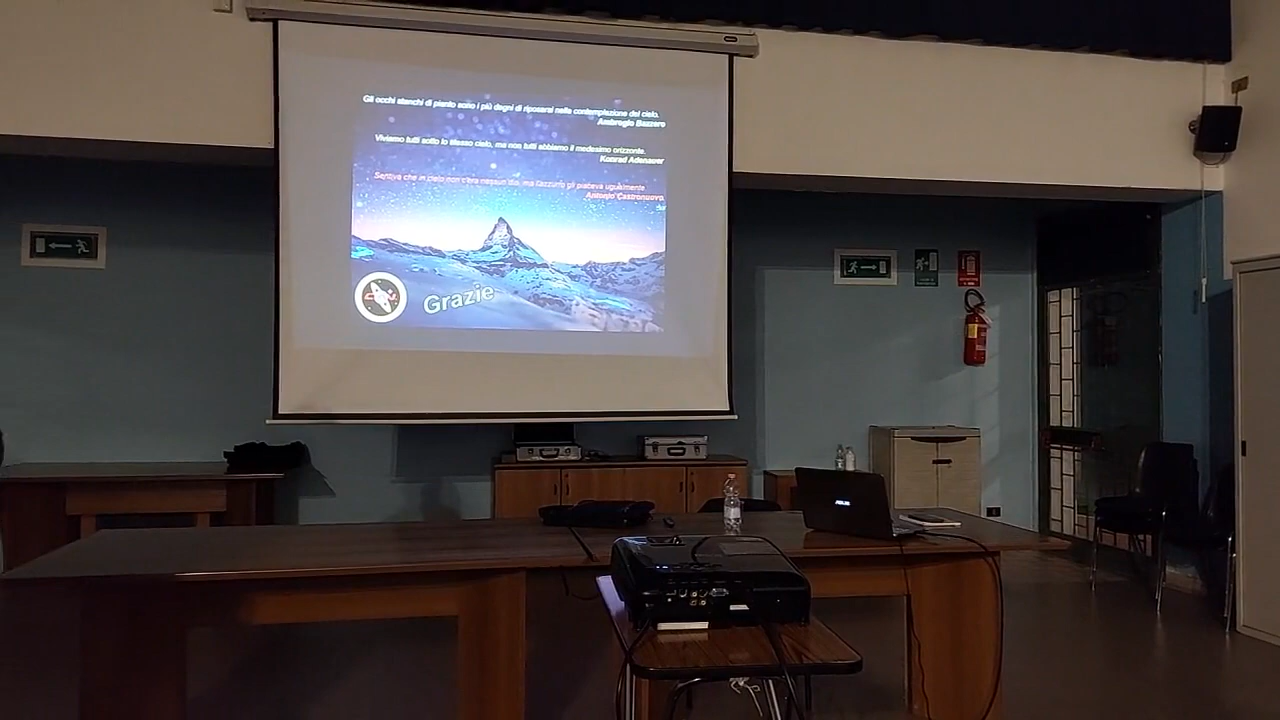 Gli occhi stanchi di pianto sono i più degni di riposarsi nella contemplazione del cielo.
Ambrogio Bazzero
Viviamo tutti sotto lo stesso cielo, ma non tutti abbiamo il medesimo orizzonte.
Konrad Adenauer
Sentiva che in cielo non c'era nessun dio, ma l'azzurro gli piaceva ugualmente.
Antonio Castronuovo
Grazie
ASUS